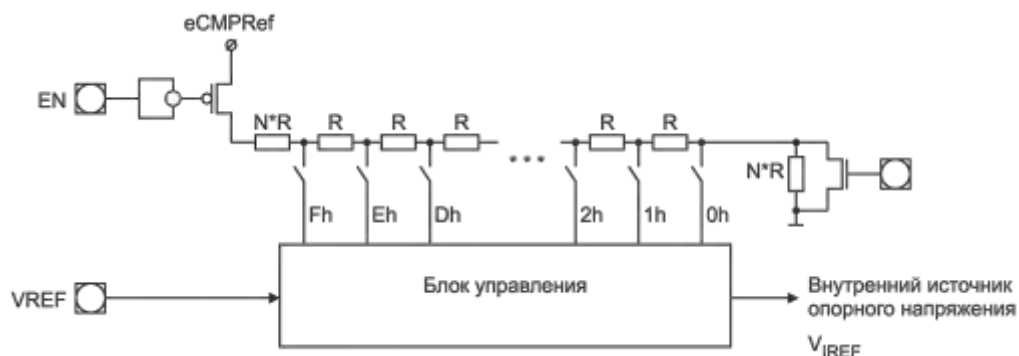 eCMPRef
EN
N*R R R R R R
N*R
Fh Eh Dh 2h 1h 0h
VREF
Блок управления
Внутренний источник
опорного напряжения
VIREF